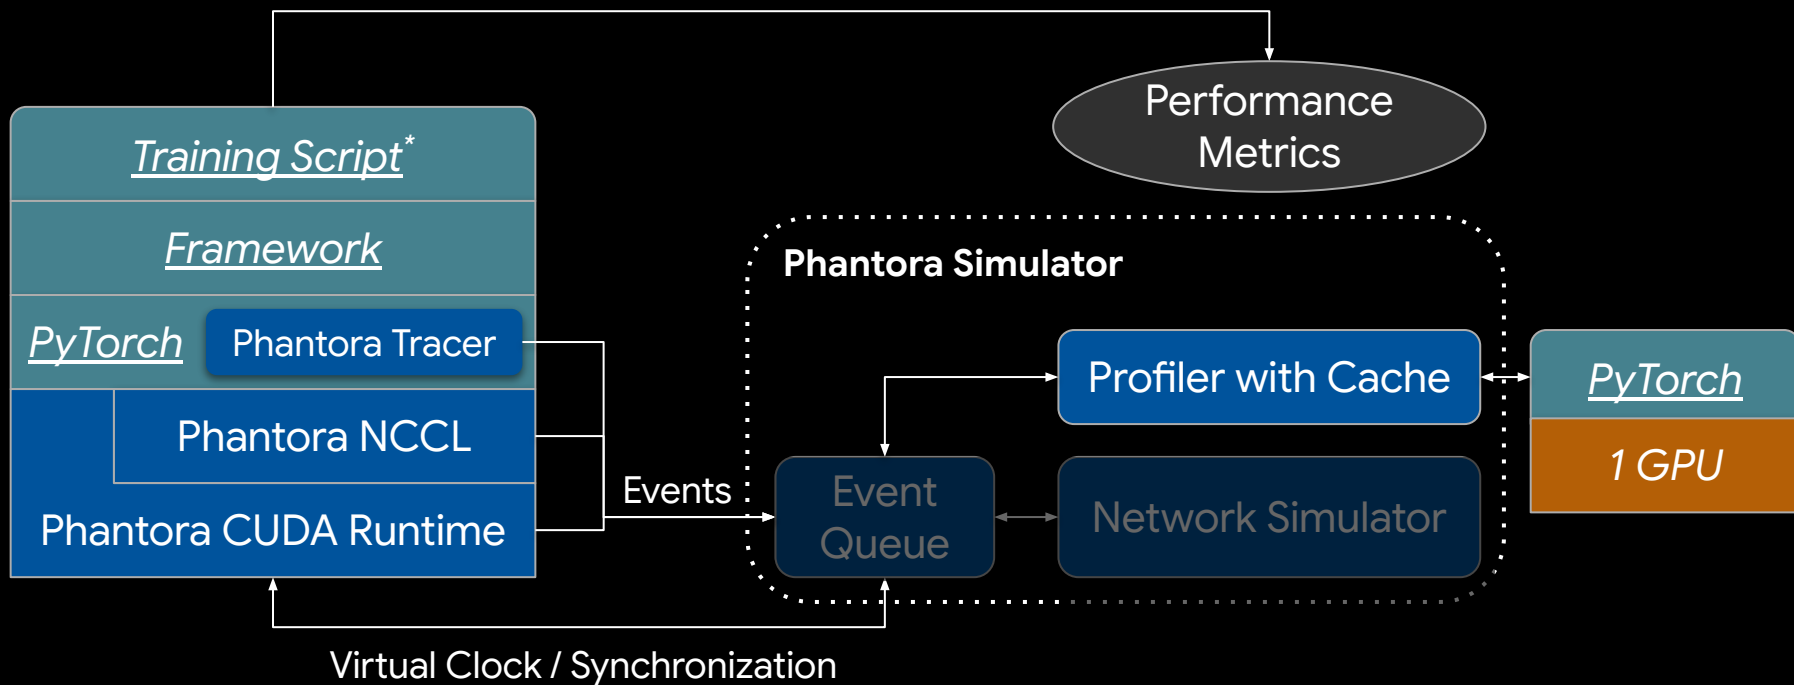 Performance
Metrics
Training Script*
Framework
PyTorch
Phantora Tracer
Phantora NCCL
Phantora CUDA Runtime
Events
Phantora Simulator
Profiler with Cache
Event
Queue
Network Simulator
PyTorch
1 GPU
Virtual Clock / Synchronization